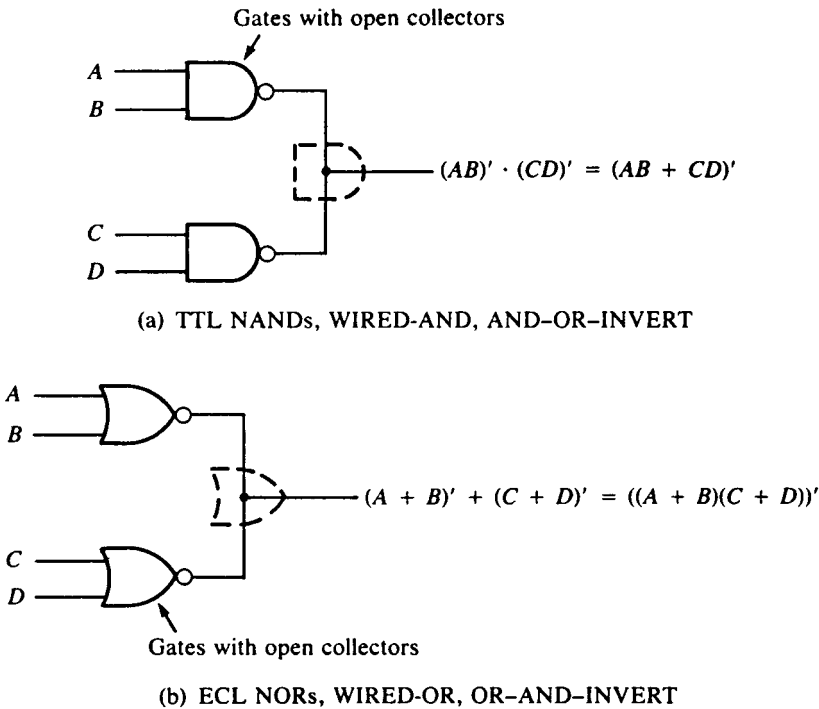 Gates with open collectors
A
B
(AB)′ · (CD)′ = (AB + CD)′
C
D
(a) TTL NANDs, WIRED-AND, AND–OR–INVERT
A
B
(A + B)′ + (C + D)′ = ((A + B)(C + D))′
C
D
Gates with open collectors
(b) ECL NORs, WIRED-OR, OR–AND–INVERT